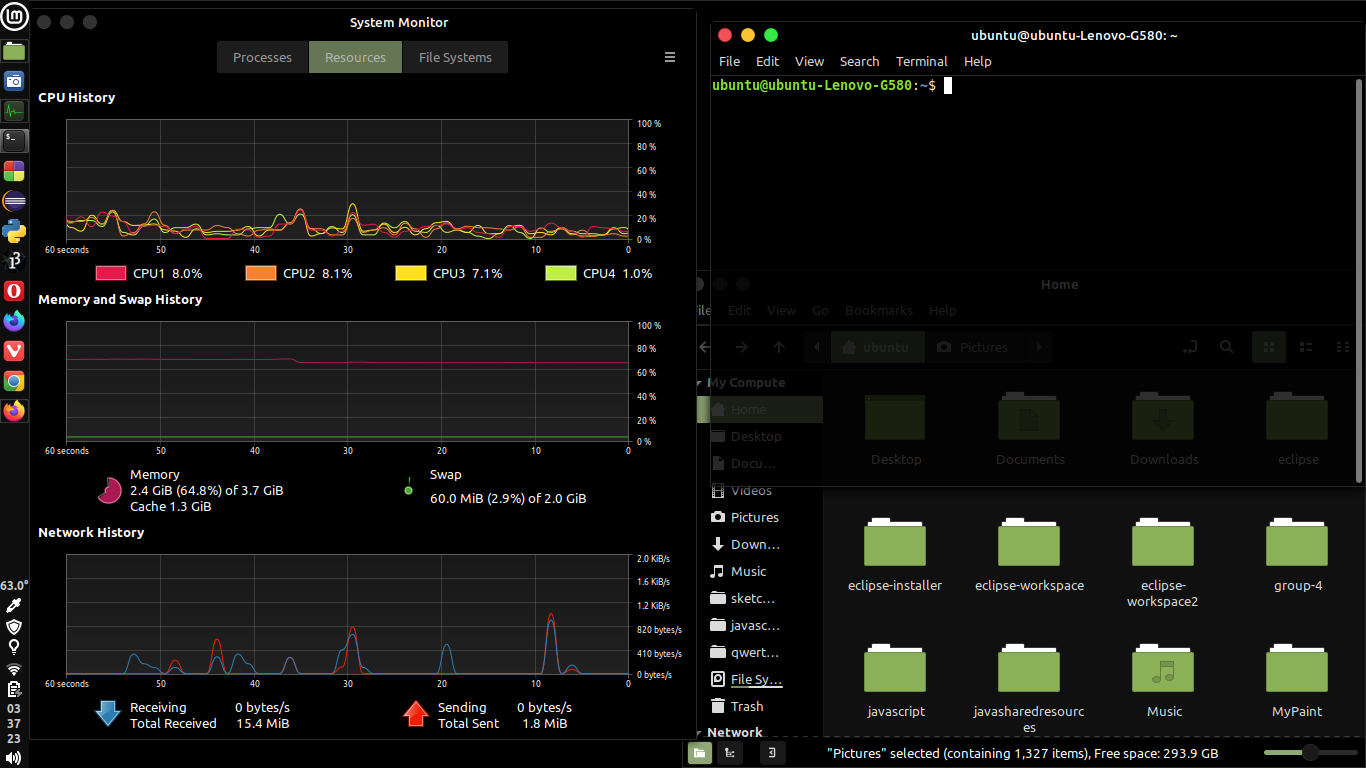 System Monitor
Processes
Resources
File Systems
CPU History
100 %
80 %
60 %
40 %
20 %
0 %
60 seconds
50
40
30
20
10
0
CPU1 8.0%
CPU2 8.1%
CPU3 7.1%
CPU4 1.0%
Memory and Swap History
100 %
80 %
60 %
40 %
20 %
0 %
60 seconds
50
40
30
20
10
0
Memory
2.4 GiB (64.8%) of 3.7 GiB
Cache 1.3 GiB
Swap
60.0 MiB (2.9%) of 2.0 GiB
Network History
2.0 KiB/s
1.6 KiB/s
1.2 KiB/s
820 bytes/s
410 bytes/s
0 bytes/s
60 seconds
50
40
30
20
10
0
Receiving 0 bytes/s
Total Received 15.4 MiB
Sending 0 bytes/s
Total Sent 1.8 MiB
63.0°
03
37
23
ubuntu@ubuntu-Lenovo-G580: ~
File Edit View Search Terminal Help
ubuntu@ubuntu-Lenovo-G580:~$
Home
File Edit View Go Bookmarks Help
ubuntu
Pictures
My Compute
Home
Desktop
Docu...
Videos
Pictures
Down...
Music
sketc...
javasc...
qwert...
File Sy...
Trash
Network
Desktop
Documents
Downloads
eclipse
eclipse-installer
eclipse-workspace
eclipse-
workspace2
group-4
javascript
javasharedresourc
es
Music
MyPaint
"Pictures" selected (containing 1,327 items), Free space: 293.9 GB